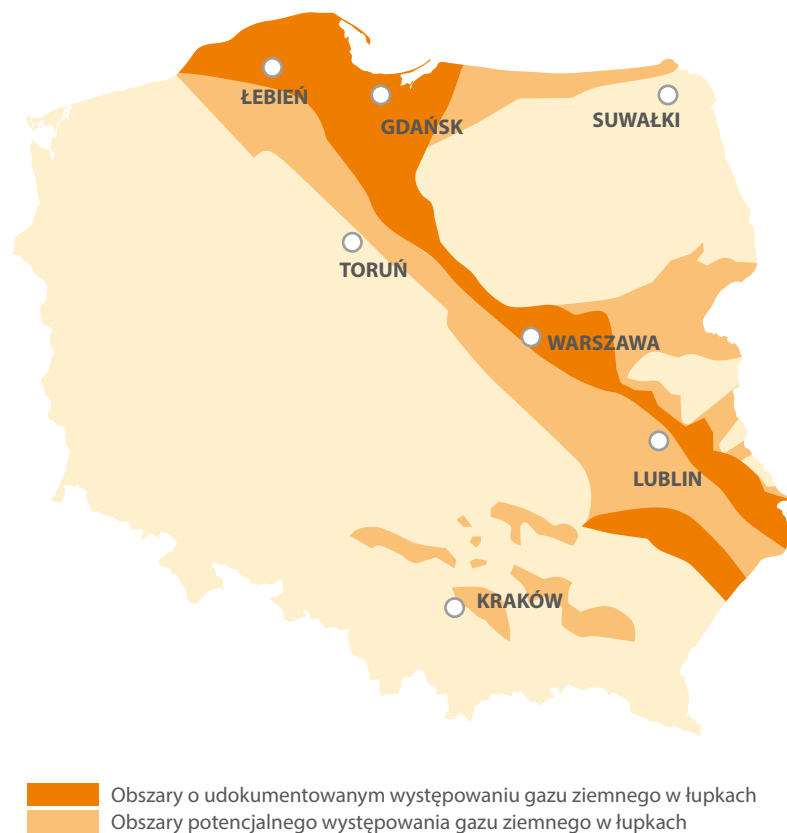 ŁEBIEŃ
GDAŃSK
SUWAŁKI
TORUŃ
WARSZAWA
LUBLIN
KRAKÓW
Obszary o udokumentowanym występowaniu gazu ziemnego w łupkach
Obszary potencjalnego występowania gazu ziemnego w łupkach